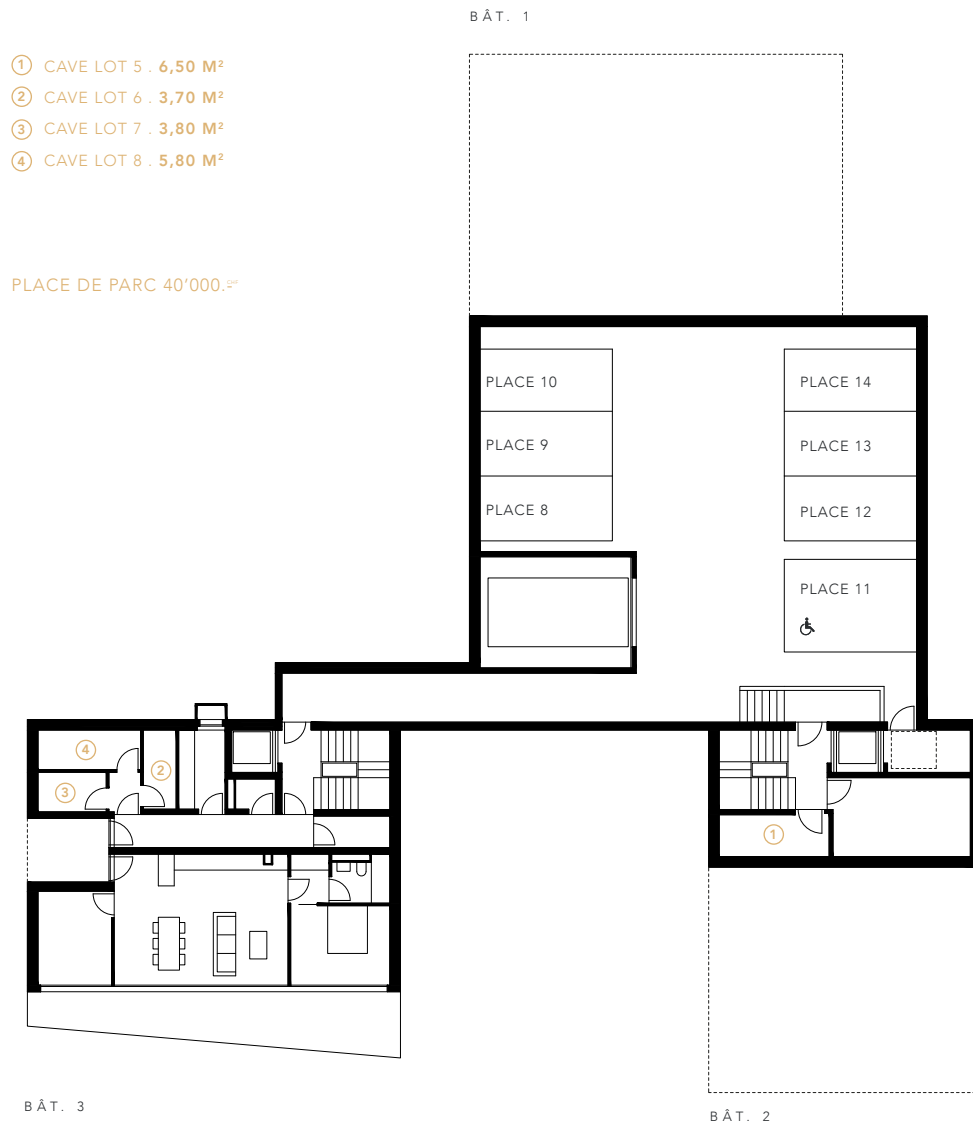 BÂT. 1
1 CAVE LOT 5 . 6,50 M²
2 CAVE LOT 6 . 3,70 M²
3 CAVE LOT 7 . 3,80 M²
4 CAVE LOT 8 . 5,80 M²
PLACE DE PARC 40'000.-
PLACE 10
PLACE 14
PLACE 9
PLACE 13
PLACE 8
PLACE 12
PLACE 11
4
2
3
1
BÂT. 3
BÂT. 2